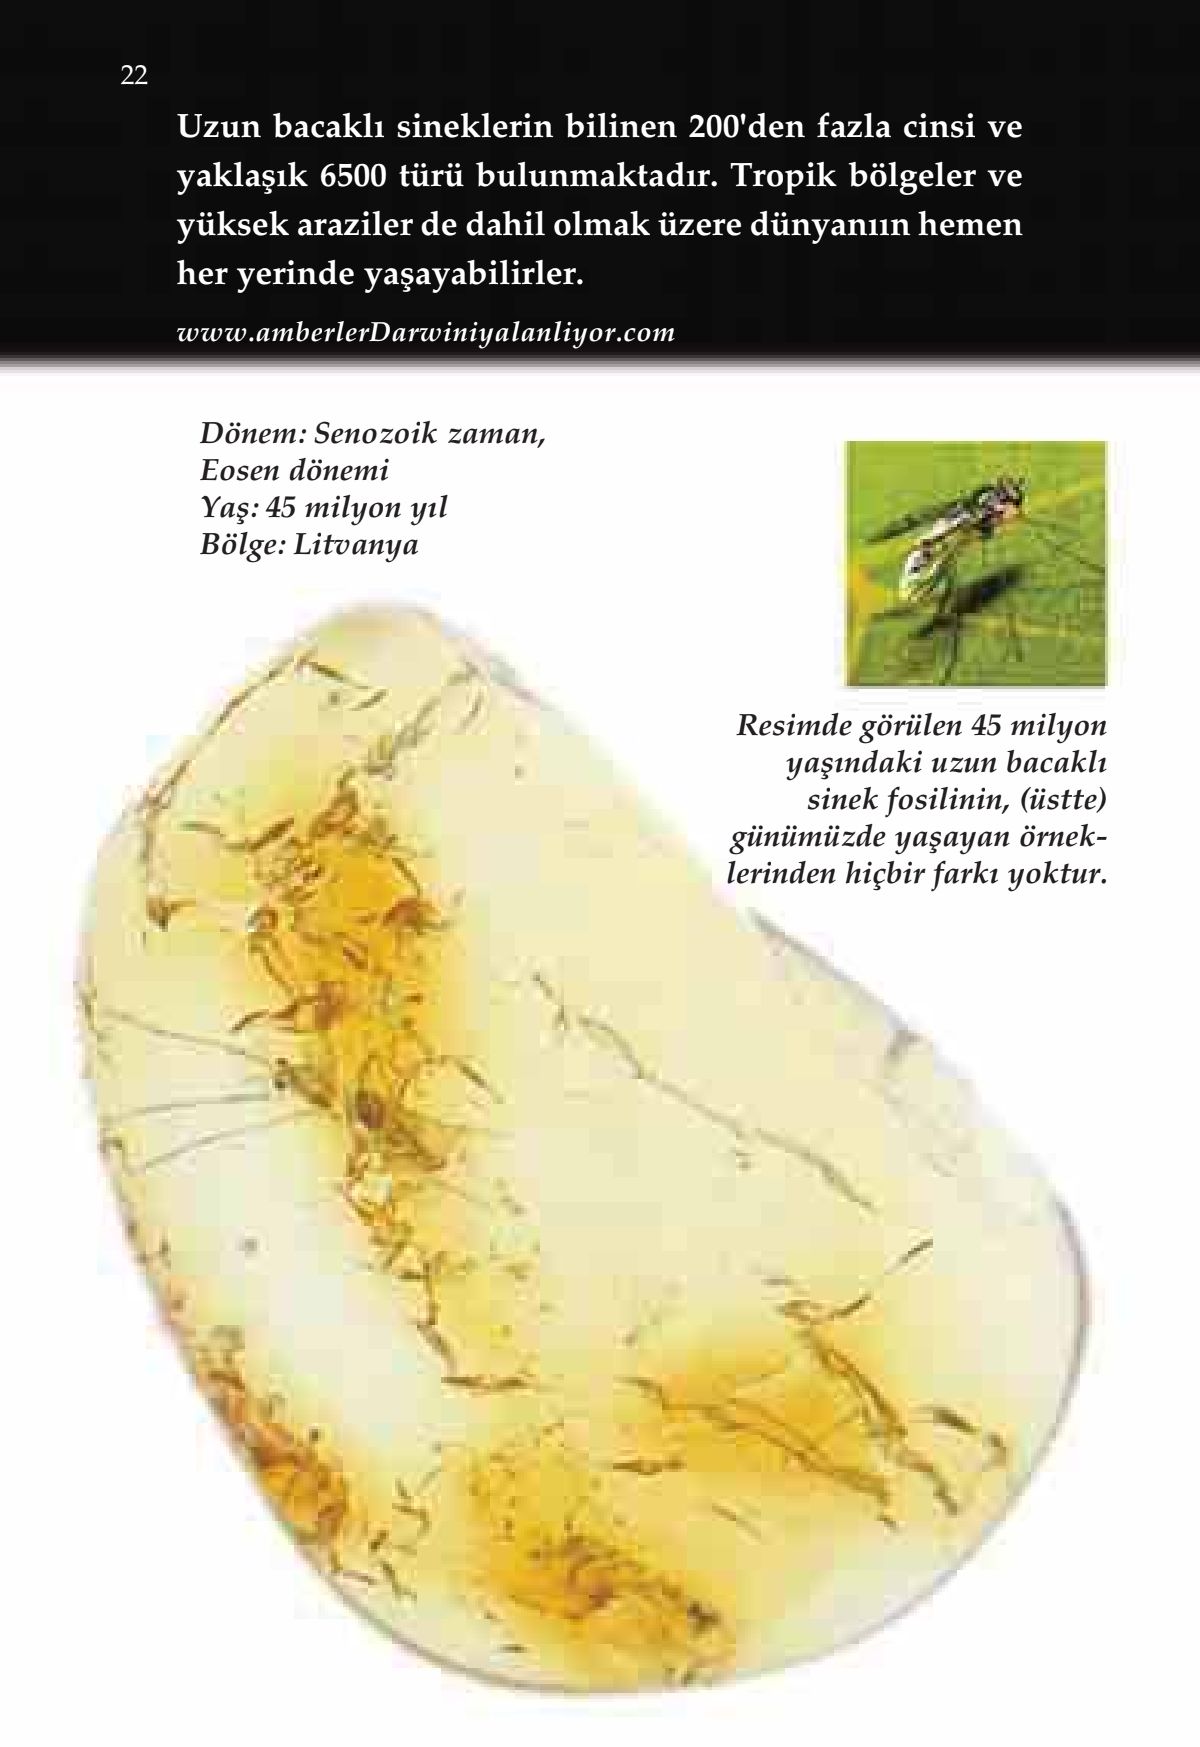 22
Uzun bacaklı sineklerin bilinen 200'den fazla cinsi ve
yaklaşık 6500 türü bulunmaktadır. Tropik bölgeler ve
yüksek araziler de dahil olmak üzere dünyanıın hemen
her yerinde yaşayabilirler.
www.amberlerDarwiniyalanliyor.com
Dönem: Senozoik zaman,
Eosen dönemi
Yaş: 45 milyon yıl
Bölge: Litvanya
Resimde görülen 45 milyon
yaşındaki uzun bacaklı
sinek fosilinin, (üstte)
günümüzde yaşayan örnek-
lerinden hiçbir farkı yoktur.